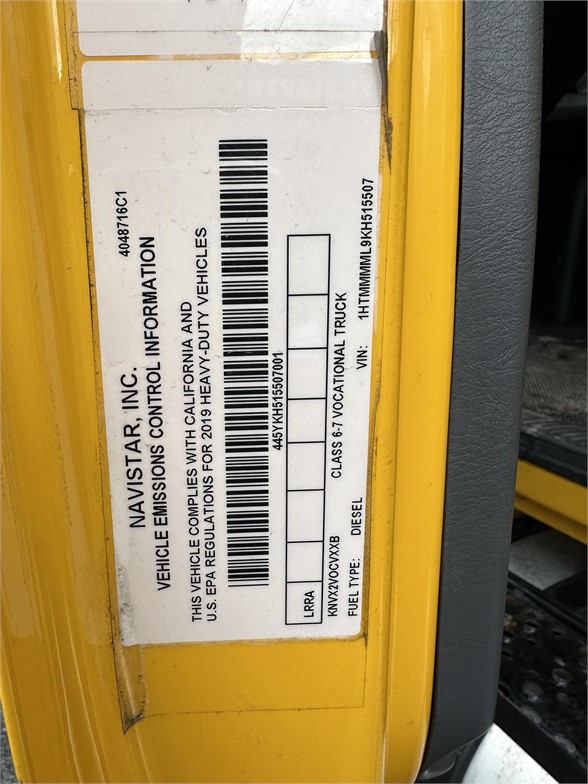 4048716C1
NAVISTAR, INC.
VEHICLE EMISSIONS CONTROL INFORMATION
THIS VEHICLE COMPLIES WITH CALIFORNIA AND
U.S. EPA REGULATIONS FOR 2019 HEAVY-DUTY VEHICLES
445YKH515507001
LRRA
KNVX2VOCVXXB CLASS 6-7 VOCATIONAL TRUCK
FUEL TYPE: DIESEL VIN: 1HTMMMML9KH515507